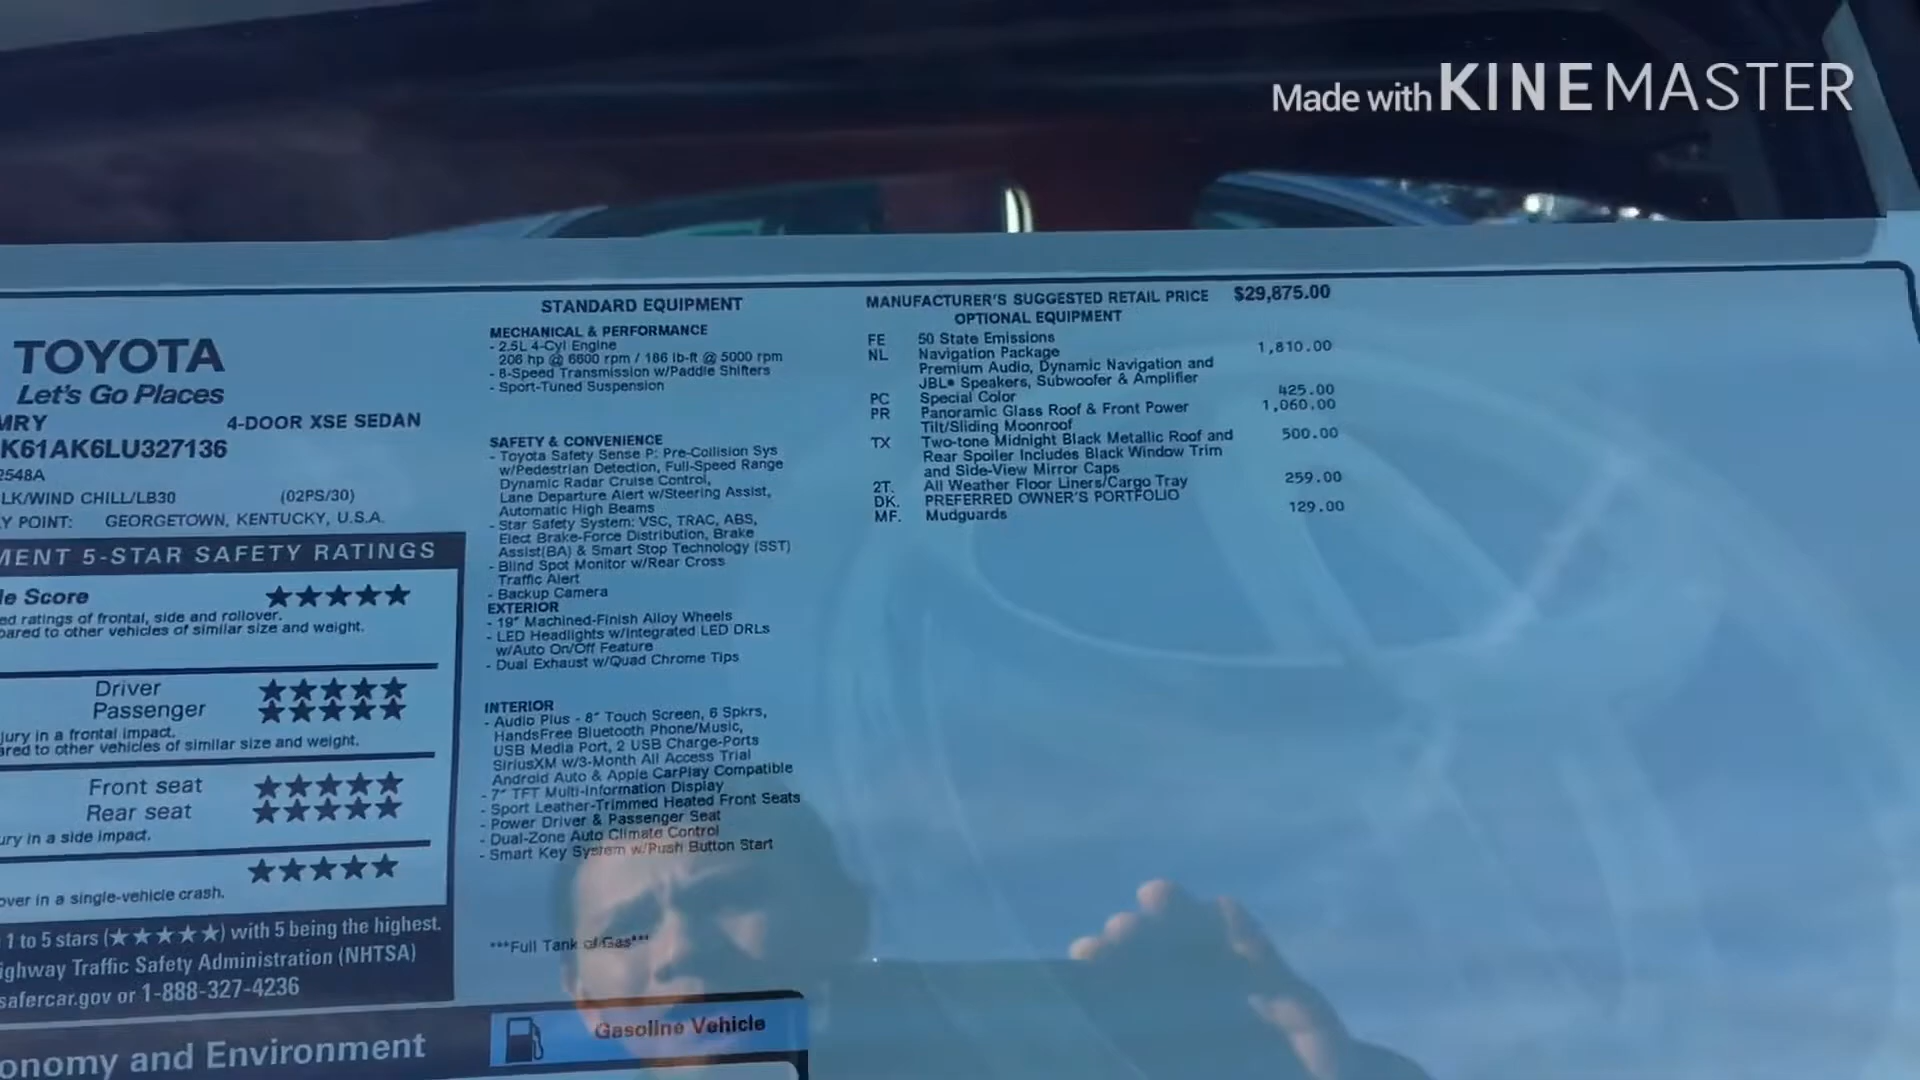 Made with KINEMASTER
TOYOTA
Let's Go Places
MRY 4-DOOR XSE SEDAN
K61AK6LU327136
2548A
LK/WIND CHILL/LB30 (02PS/30)
Y POINT: GEORGETOWN, KENTUCKY, U.S.A.
MENT 5-STAR SAFETY RATINGS
le Score ★★★★★
ed ratings of frontal, side and rollover.
pared to other vehicles of similar size and weight.
Driver ★★★★★
Passenger ★★★★★
jury in a frontal impact.
ared to other vehicles of similar size and weight.
Front seat ★★★★★
Rear seat ★★★★★
ury in a side impact.
★★★★★
over in a single-vehicle crash.
1 to 5 stars (★★★★★) with 5 being the highest.
ighway Traffic Safety Administration (NHTSA)
safercar.gov or 1-888-327-4236
onomy and Environment
STANDARD EQUIPMENT
MECHANICAL & PERFORMANCE
- 2.5L 4-Cyl Engine
206 hp @ 6600 rpm / 186 lb-ft @ 5000 rpm
- 8-Speed Transmission w/Paddle Shifters
- Sport-Tuned Suspension
SAFETY & CONVENIENCE
- Toyota Safety Sense P: Pre-Collision Sys
w/Pedestrian Detection, Full-Speed Range
Dynamic Radar Cruise Control,
Lane Departure Alert w/Steering Assist,
Automatic High Beams
- Star Safety System: VSC, TRAC, ABS,
Elect Brake-Force Distribution, Brake
Assist(BA) & Smart Stop Technology (SST)
- Blind Spot Monitor w/Rear Cross
Traffic Alert
- Backup Camera
EXTERIOR
- 19" Machined-Finish Alloy Wheels
- LED Headlights w/Integrated LED DRLs
w/Auto On/Off Feature
- Dual Exhaust w/Quad Chrome Tips
INTERIOR
- Audio Plus - 8" Touch Screen, 6 Spkrs,
HandsFree Bluetooth Phone/Music,
USB Media Port, 2 USB Charge-Ports
SiriusXM w/3-Month All Access Trial
Android Auto & Apple CarPlay Compatible
- 7" TFT Multi-Information Display
- Sport Leather-Trimmed Heated Front Seats
- Power Driver & Passenger Seat
- Dual-Zone Auto Climate Control
- Smart Key System w/Push Button Start
***Full Tank of Gas***
Gasoline Vehicle
MANUFACTURER'S SUGGESTED RETAIL PRICE $29,875.00
OPTIONAL EQUIPMENT
FE 50 State Emissions
NL Navigation Package 1,810.00
Premium Audio, Dynamic Navigation and
JBL® Speakers, Subwoofer & Amplifier
PC Special Color 425.00
PR Panoramic Glass Roof & Front Power 1,060.00
Tilt/Sliding Moonroof
TX Two-tone Midnight Black Metallic Roof and 500.00
Rear Spoiler Includes Black Window Trim
and Side-View Mirror Caps
2T. All Weather Floor Liners/Cargo Tray 259.00
DK. PREFERRED OWNER'S PORTFOLIO
MF. Mudguards 129.00